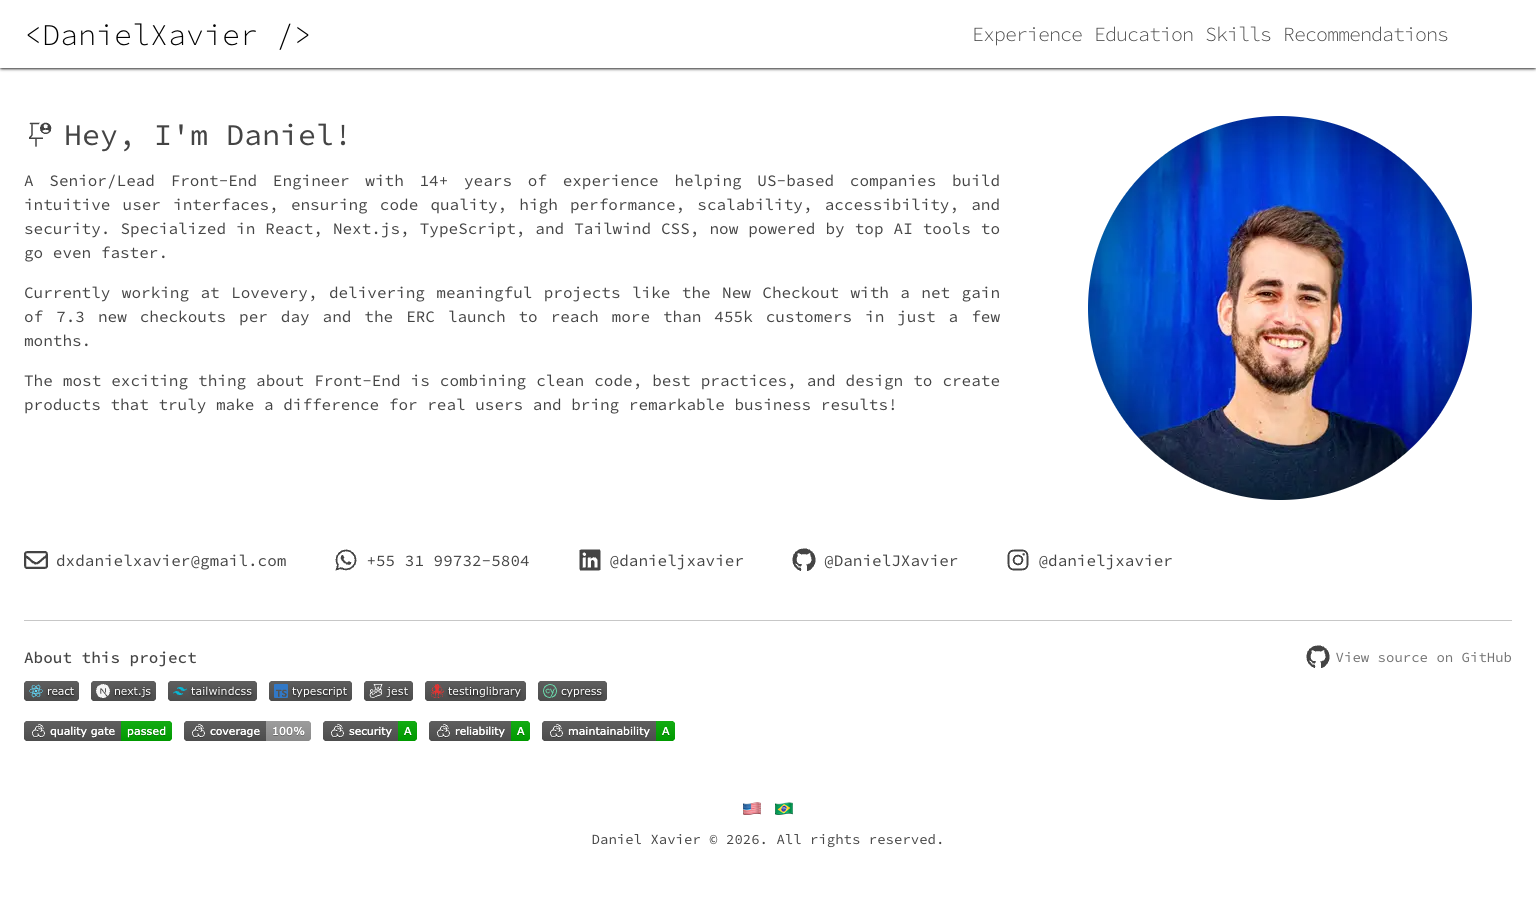 <DanielXavier />
Experience Education Skills Recommendations
Hey, I'm Daniel!
A Senior/Lead Front-End Engineer with 14+ years of experience helping US-based companies build
intuitive user interfaces, ensuring code quality, high performance, scalability, accessibility, and
security. Specialized in React, Next.js, TypeScript, and Tailwind CSS, now powered by top AI tools to
go even faster.
Currently working at Lovevery, delivering meaningful projects like the New Checkout with a net gain
of 7.3 new checkouts per day and the ERC launch to reach more than 455k customers in just a few
months.
The most exciting thing about Front-End is combining clean code, best practices, and design to create
products that truly make a difference for real users and bring remarkable business results!
dxdanielxavier@gmail.com +55 31 99732-5804 @danieljxavier @DanielJXavier @danieljxavier
About this project
View source on GitHub
react next.js tailwindcss typescript jest testinglibrary cypress
quality gate passed coverage 100% security A reliability A maintainability A
Daniel Xavier © 2026. All rights reserved.